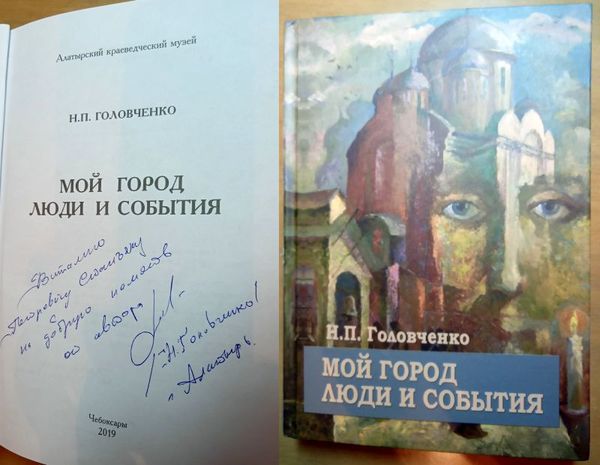 Алатырский краеведческий музей
Н.П. ГОЛОВЧЕНКО
МОЙ ГОРОД
ЛЮДИ И СОБЫТИЯ
Виталию
Петровичу
на добрую память
от автора
Н. Головченко
г. Алатырь.
Чебоксары
2019
Н.П. Головченко
МОЙ ГОРОД
ЛЮДИ И СОБЫТИЯ